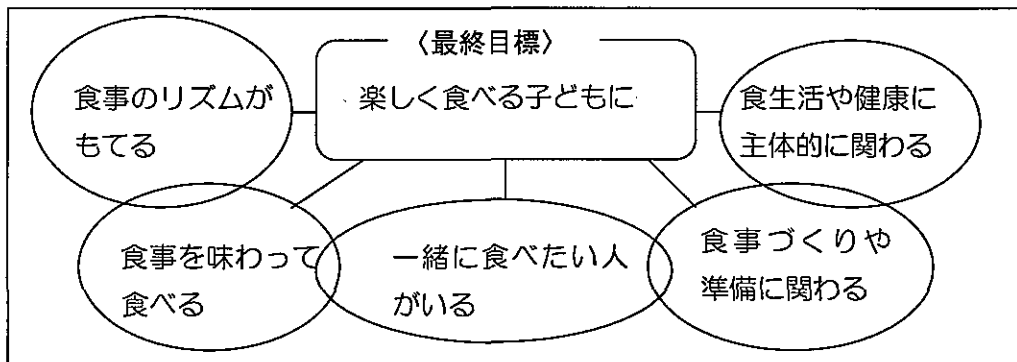 〈最終目標〉
楽しく食べる子どもに
食事のリズムが
もてる
食生活や健康に
主体的に関わる
食事を味わって
食べる
一緒に食べたい人
がいる
食事づくりや
準備に関わる